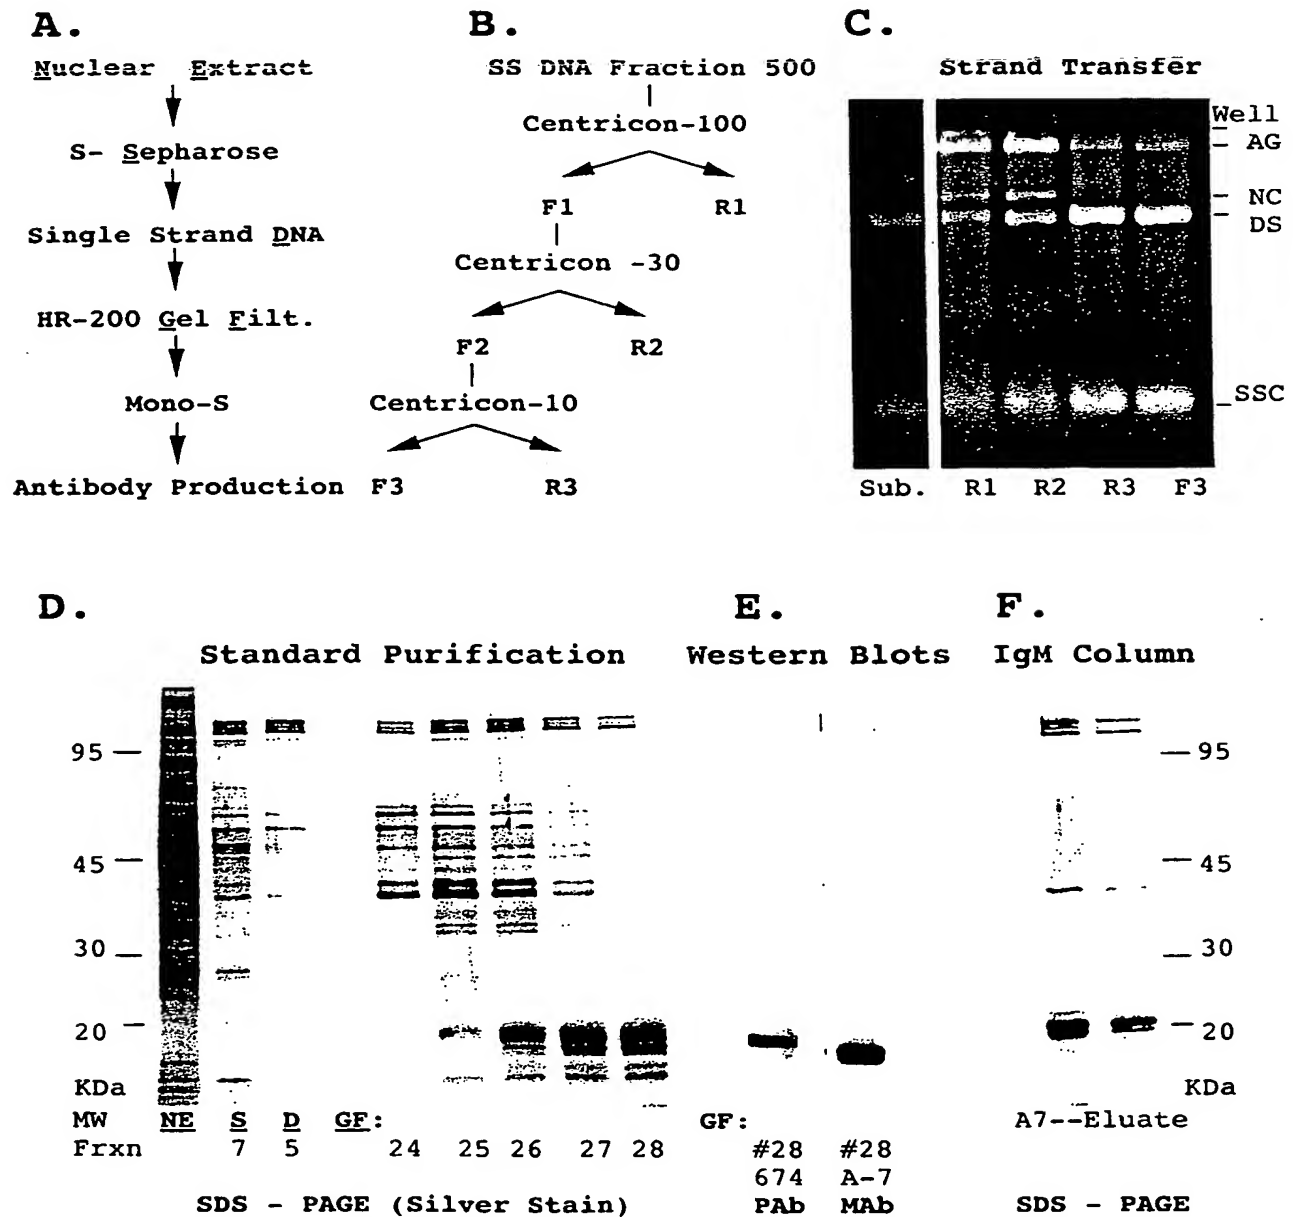 A.
Nuclear Extract
S- Sepharose
Single Strand DNA
HR-200 Gel Filt.
Mono-S
Antibody Production
B.
SS DNA Fraction 500
Centricon-100
F1 R1
Centricon -30
F2 R2
Centricon-10
F3 R3
C.
Strand Transfer
Well
AG
NC
DS
SSC
Sub. R1 R2 R3 F3
D.
Standard Purification
95
45
30
20
KDa
MW NE S D GF:
Frxn 7 5 24 25 26 27 28
SDS - PAGE (Silver Stain)
E.
Western Blots
GF:
#28 #28
674 A-7
PAb MAb
F.
IgM Column
95
45
30
20
KDa
A7--Eluate
SDS - PAGE